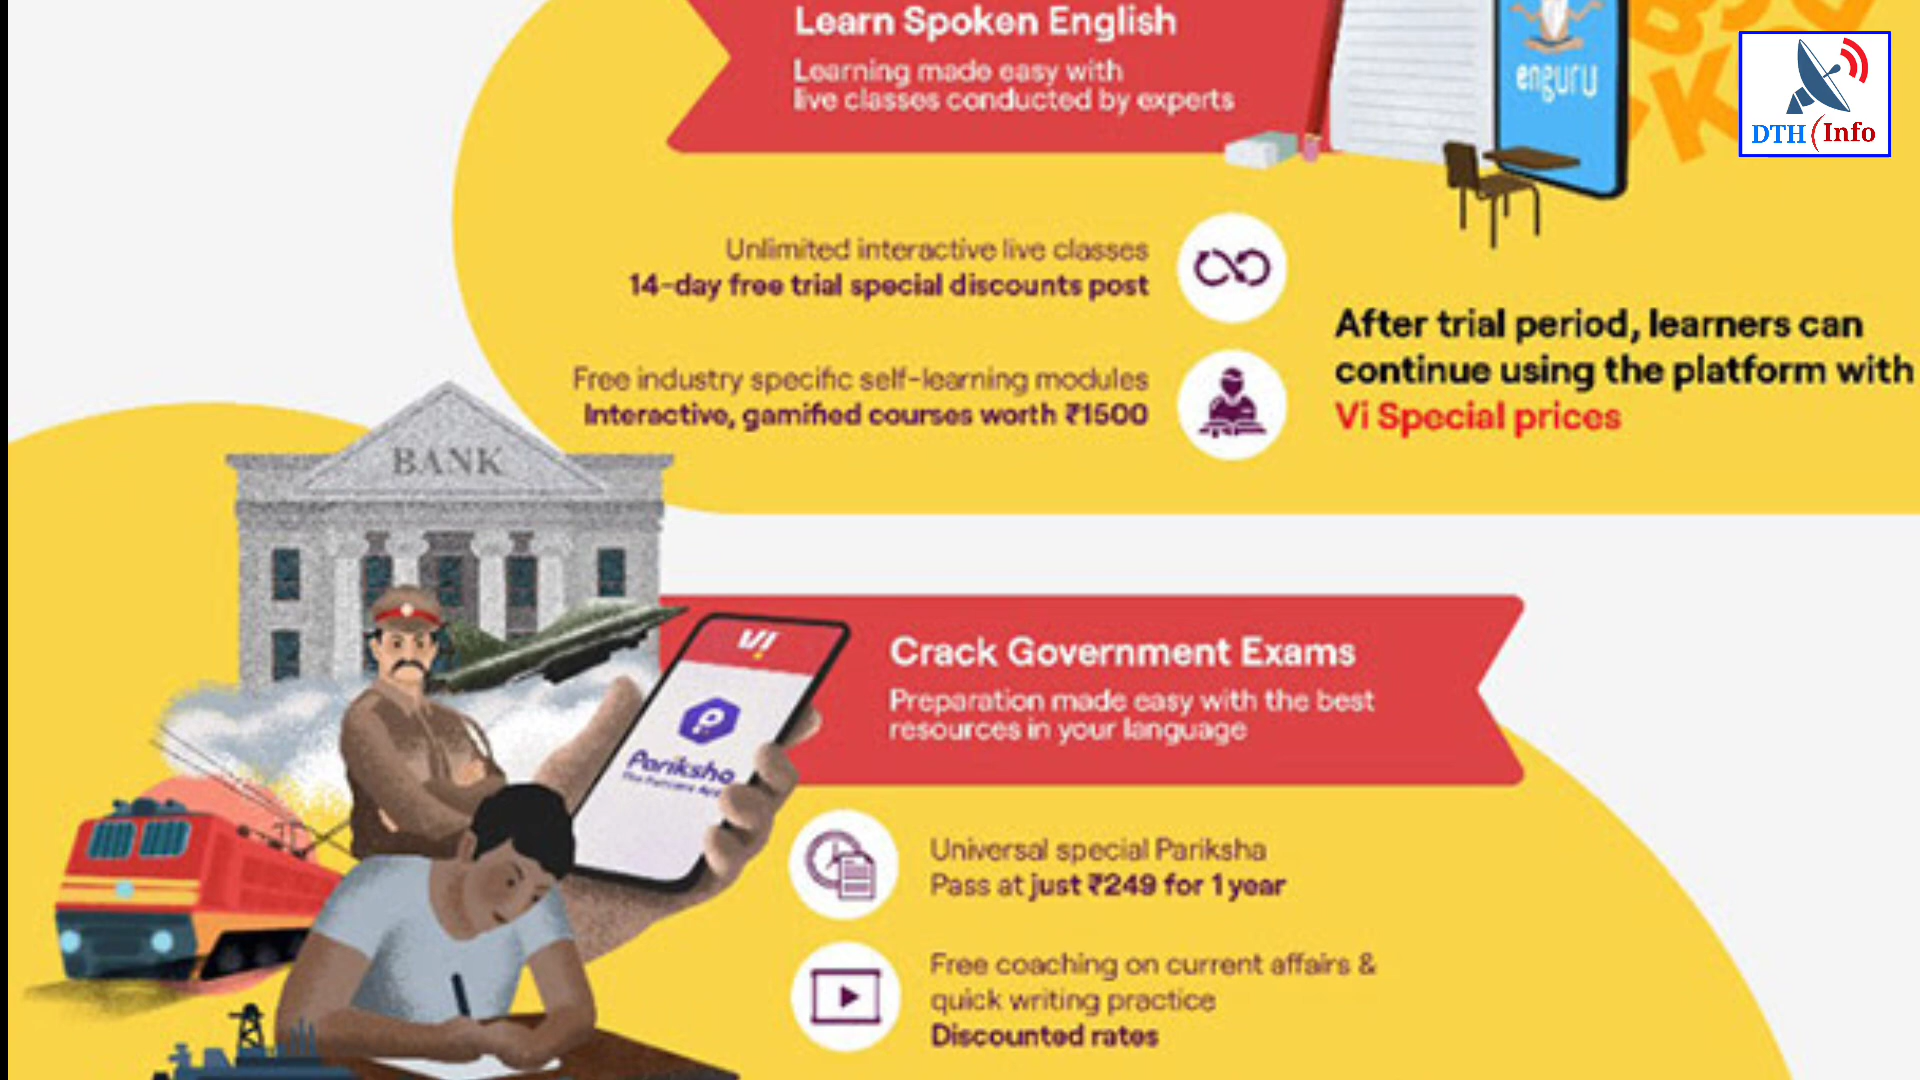 Learn Spoken English
Learning made easy with
live classes conducted by experts
enguru
DTH Info
Unlimited interactive live classes
14-day free trial special discounts post
Free industry specific self-learning modules
Interactive, gamified courses worth ₹1500
After trial period, learners can
continue using the platform with
Vi Special prices
BANK
VI
Crack Government Exams
Preparation made easy with the best
resources in your language
P
Pariksha
Universal special Pariksha
Pass at just ₹249 for 1 year
Free coaching on current affairs &
quick writing practice
Discounted rates